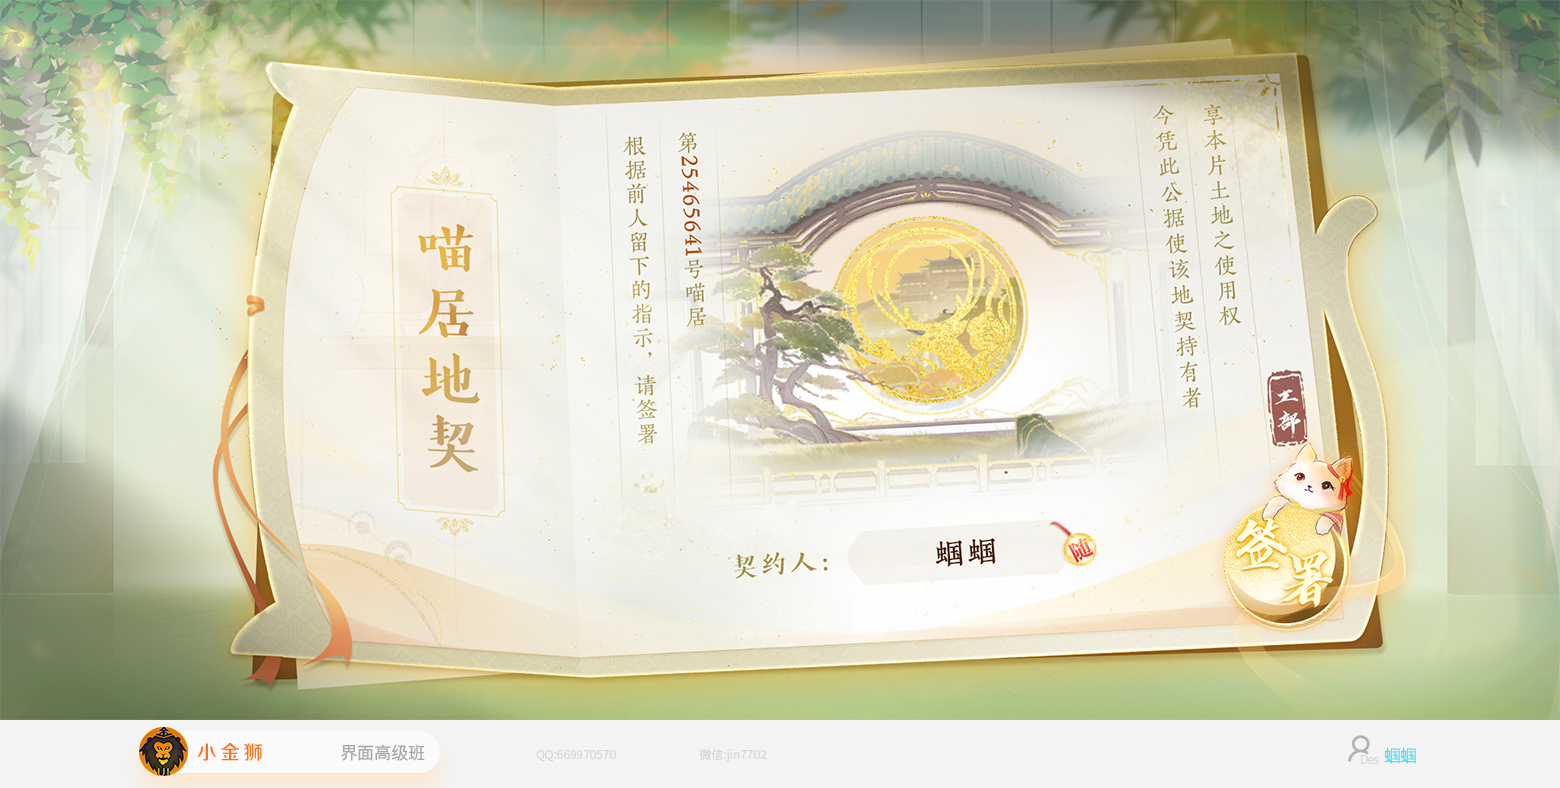 喵居地契
享本片土地之使用权
今凭此公据使该地契持有者
第25465641号喵居
根据前人留下的指示，请签署
工部
契约人：
蝈蝈
随
签署
小金狮
界面高级班
QQ:669970570
微信:jin7702
Des 蝈蝈
UI